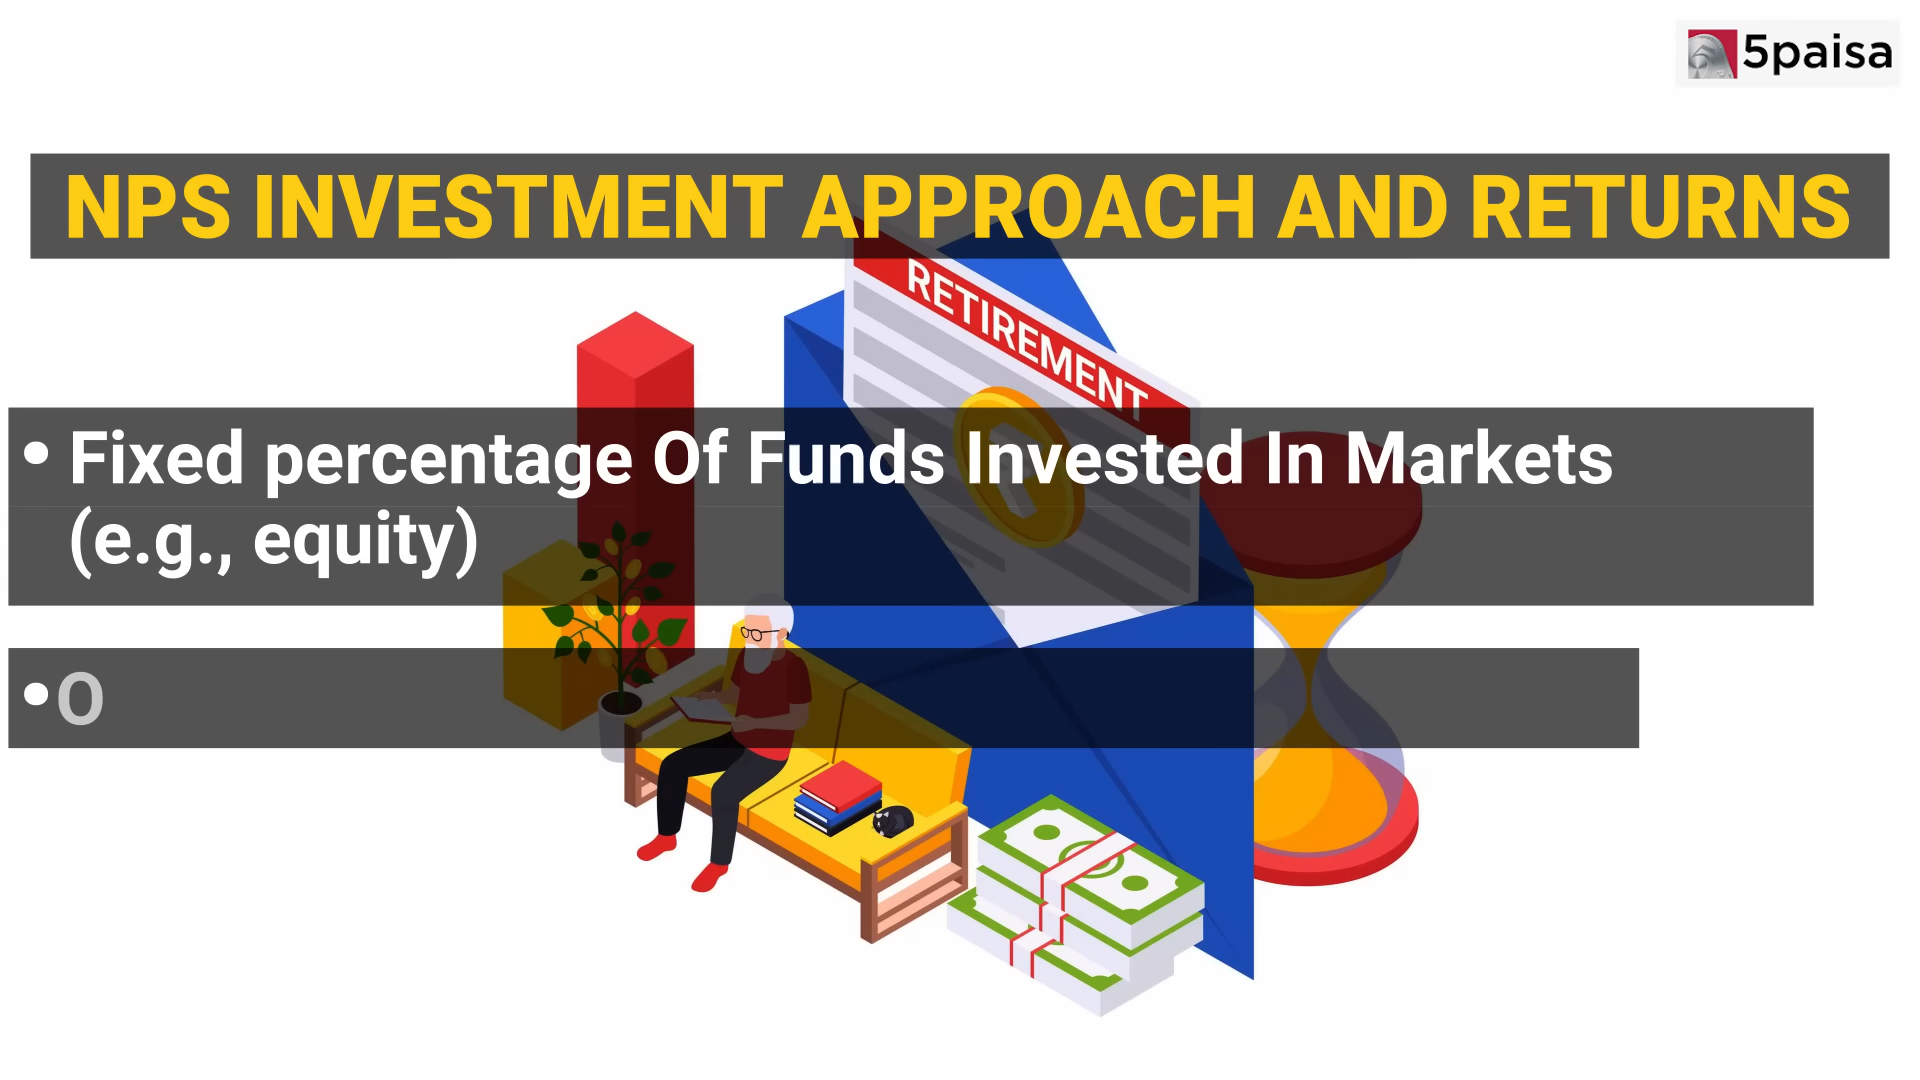 5paisa
NPS INVESTMENT APPROACH AND RETURNS
RETIREMENT
• Fixed percentage Of Funds Invested In Markets
(e.g., equity)
• O